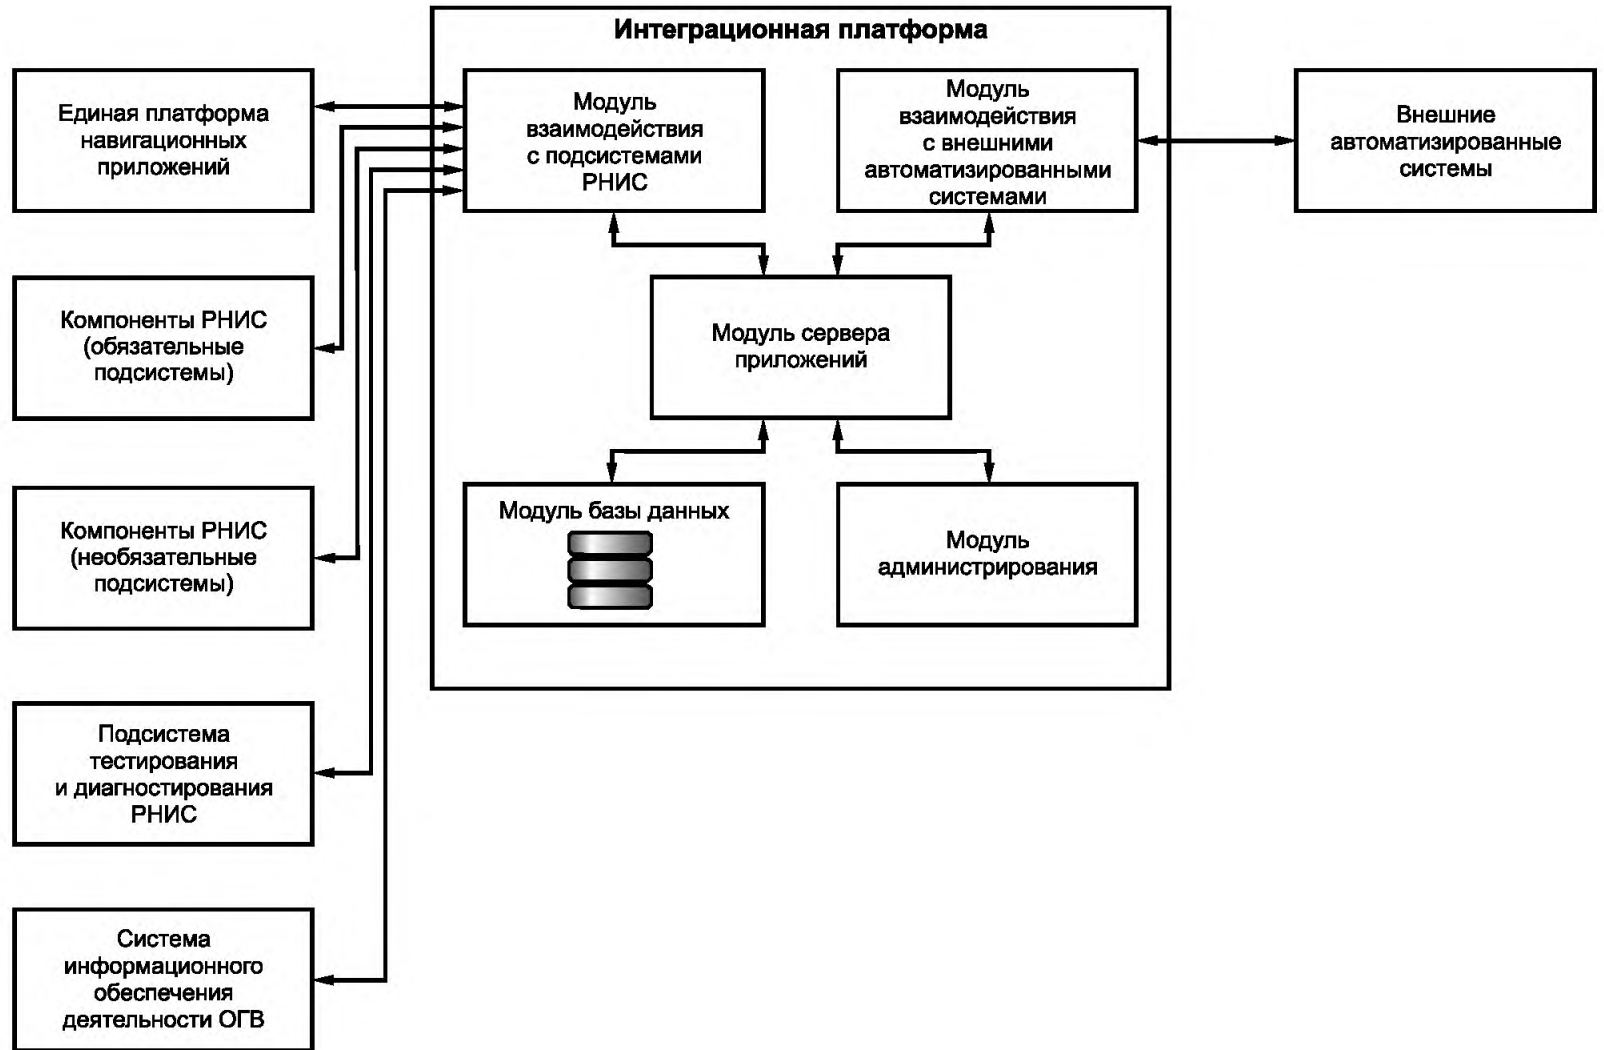 Интеграционная платформа
Единая платформа
навигационных
приложений
Модуль
взаимодействия
с подсистемами
РНИС
Модуль
взаимодействия
с внешними
автоматизированными
системами
Внешние
автоматизированные
системы
Компоненты РНИС
(обязательные
подсистемы)
Модуль сервера
приложений
Компоненты РНИС
(необязательные
подсистемы)
Модуль базы данных
Модуль
администрирования
Подсистема
тестирования
и диагностирования
РНИС
Система
информационного
обеспечения
деятельности ОГВ